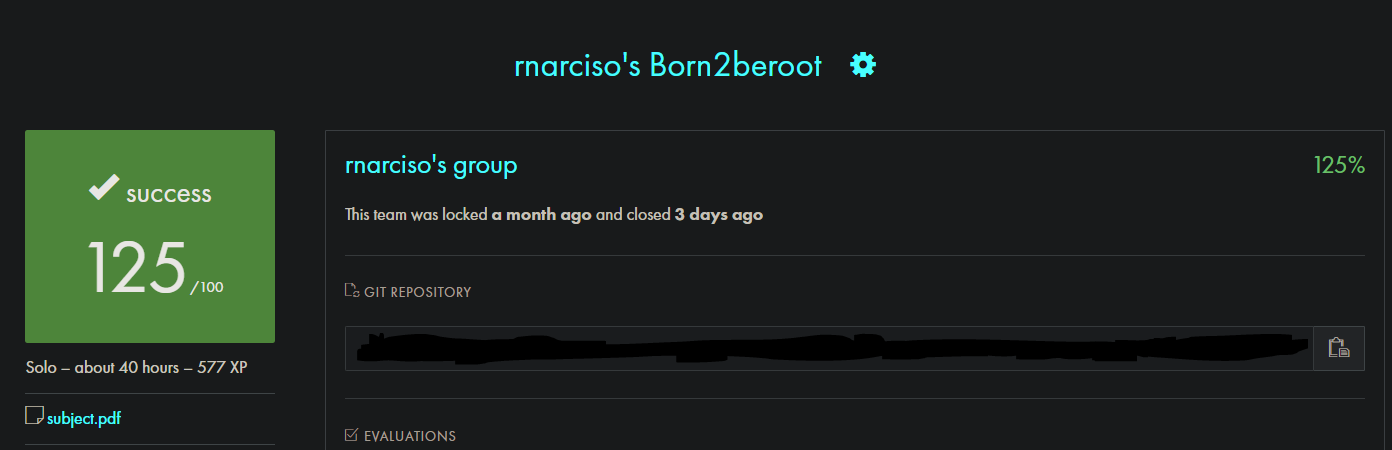 rnarciso's Born2beroot
success
125 /100
Solo – about 40 hours – 577 XP
subject.pdf
rnarciso's group
125%
This team was locked a month ago and closed 3 days ago
GIT REPOSITORY
EVALUATIONS